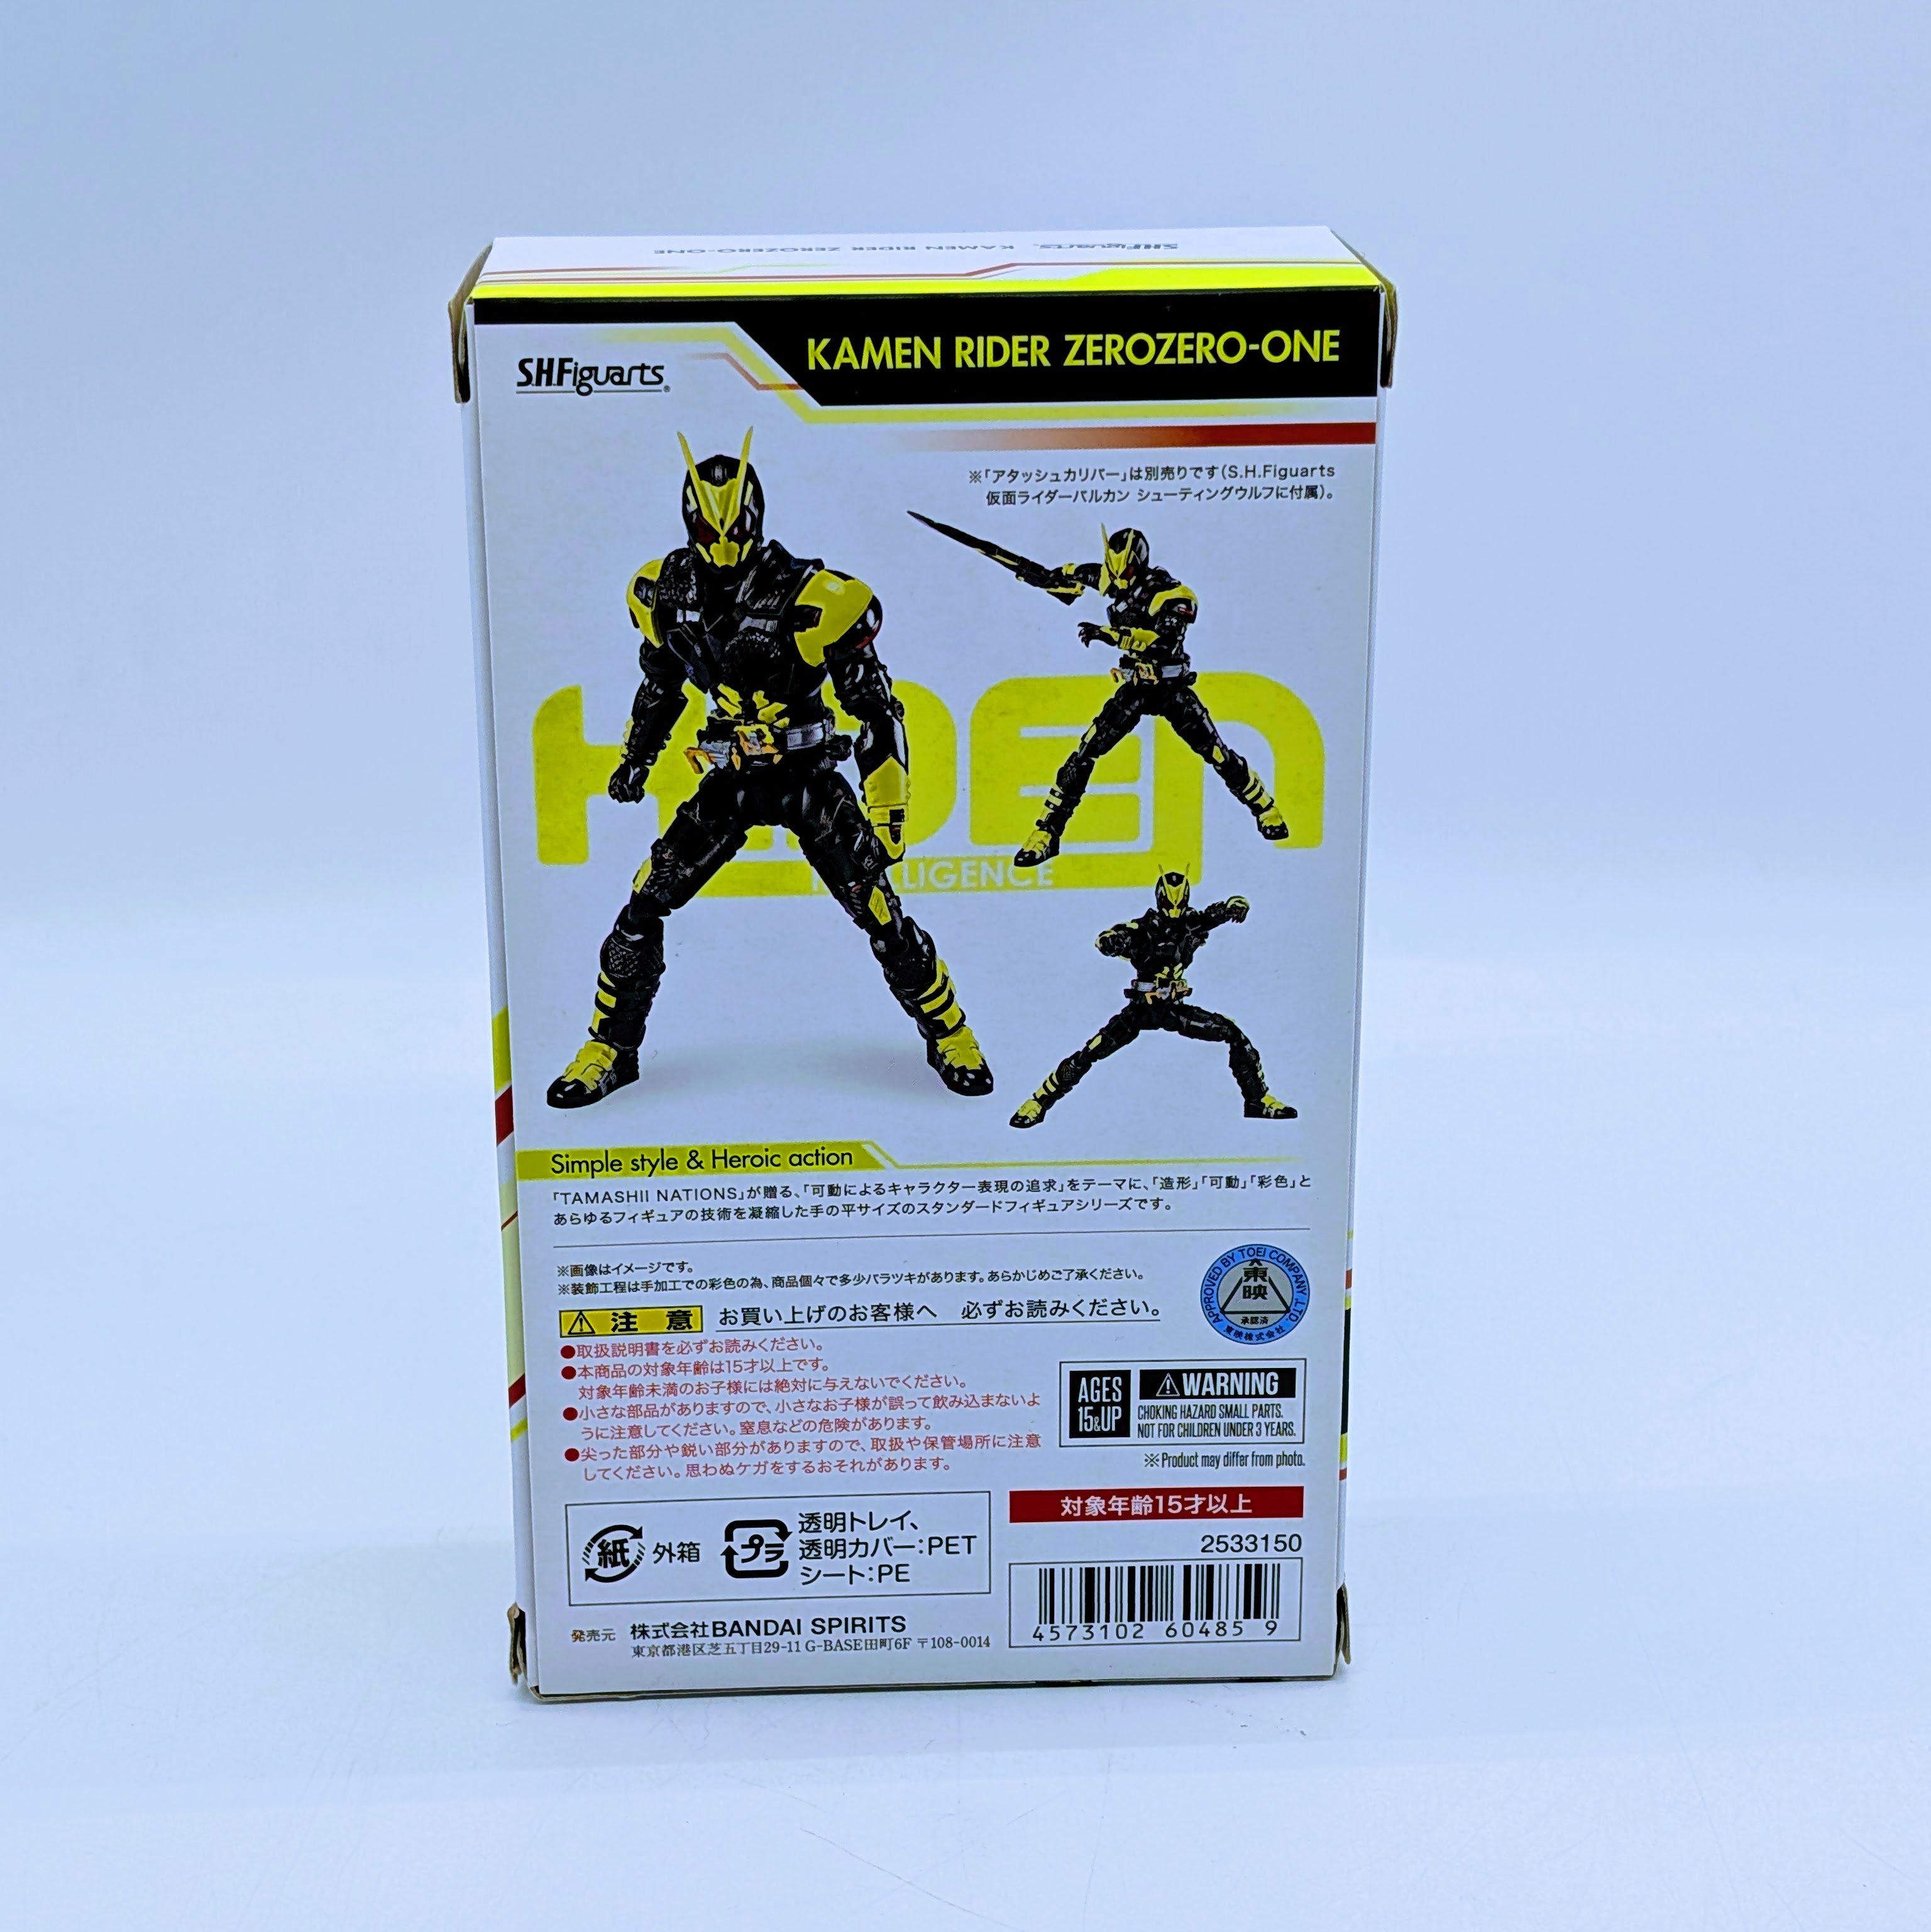 S.H.Figuarts. KAMEN RIDER ZEROZERO-ONE
S.H.Figuarts®
KAMEN RIDER ZEROZERO-ONE
※「アタッシュカリバー」は別売りです(S.H.Figuarts
仮面ライダーバルカン シューティングウルフに付属)。
HIDEN
INTELLIGENCE
Simple style & Heroic action
「TAMASHII NATIONS」が贈る、「可動によるキャラクター表現の追求」をテーマに、「造形」「可動」「彩色」と
あらゆるフィギュアの技術を凝縮した手の平サイズのスタンダードフィギュアシリーズです。
※画像はイメージです。
※装飾工程は手加工での彩色の為、商品個々で多少バラツキがあります。あらかじめご了承ください。
⚠注意 お買い上げのお客様へ 必ずお読みください。
●取扱説明書を必ずお読みください。
●本商品の対象年齢は15才以上です。
対象年齢未満のお子様には絶対に与えないでください。
●小さな部品がありますので、小さなお子様が誤って飲み込まないよ
うに注意してください。窒息などの危険があります。
●尖った部分や鋭い部分がありますので、取扱や保管場所に注意
してください。思わぬケガをするおそれがあります。
APPROVED BY TOEI COMPANY,LTD.
東映
承認済
東映株式会社
AGES
15&UP
⚠WARNING
CHOKING HAZARD SMALL PARTS.
NOT FOR CHILDREN UNDER 3 YEARS.
※Product may differ from photo.
紙 外箱
プラ
透明トレイ、
透明カバー:PET
シート:PE
対象年齢15才以上
2533150
4573102 60485 9
発売元 株式会社BANDAI SPIRITS
東京都港区芝五丁目29-11 G-BASE田町6F 〒108-0014